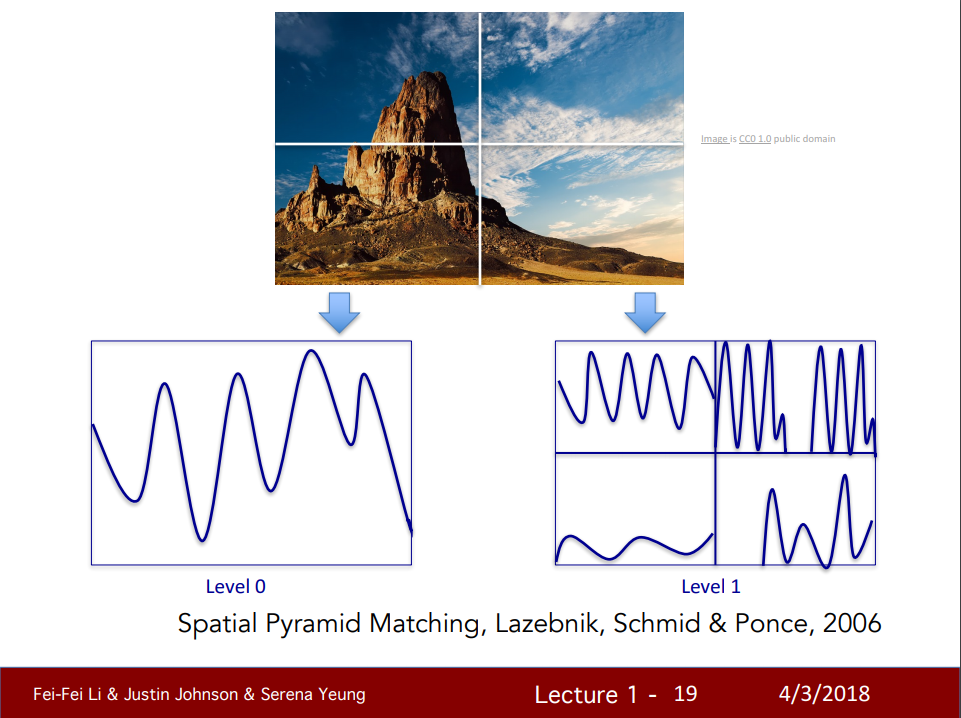 Image is CC0 1.0 public domain
Level 0
Level 1
Spatial Pyramid Matching, Lazebnik, Schmid & Ponce, 2006
Fei-Fei Li & Justin Johnson & Serena Yeung
Lecture 1 - 19
4/3/2018